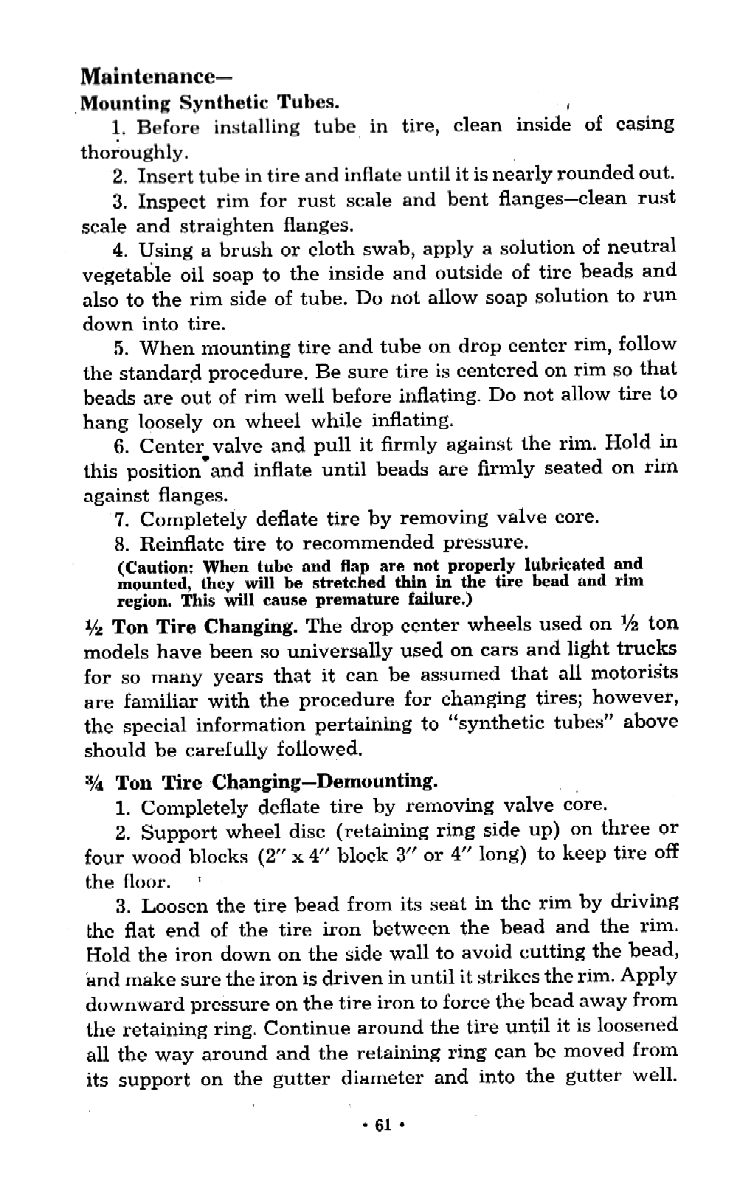 Maintenance—
Mounting Synthetic Tubes.
1. Before installing tube in tire, clean inside of casing
thoroughly.
2. Insert tube in tire and inflate until it is nearly rounded out.
3. Inspect rim for rust scale and bent flanges—clean rust
scale and straighten flanges.
4. Using a brush or cloth swab, apply a solution of neutral
vegetable oil soap to the inside and outside of tire beads and
also to the rim side of tube. Do not allow soap solution to run
down into tire.
5. When mounting tire and tube on drop center rim, follow
the standard procedure. Be sure tire is centered on rim so that
beads are out of rim well before inflating. Do not allow tire to
hang loosely on wheel while inflating.
6. Center valve and pull it firmly against the rim. Hold in
this position and inflate until beads are firmly seated on rim
against flanges.
7. Completely deflate tire by removing valve core.
8. Reinflate tire to recommended pressure.
(Caution: When tube and flap are not properly lubricated and
mounted, they will be stretched thin in the tire bead and rim
region. This will cause premature failure.)
½ Ton Tire Changing. The drop center wheels used on ½ ton
models have been so universally used on cars and light trucks
for so many years that it can be assumed that all motorists
are familiar with the procedure for changing tires; however,
the special information pertaining to “synthetic tubes” above
should be carefully followed.
¾ Ton Tire Changing—Demounting.
1. Completely deflate tire by removing valve core.
2. Support wheel disc (retaining ring side up) on three or
four wood blocks (2″ x 4″ block 3″ or 4″ long) to keep tire off
the floor.
3. Loosen the tire bead from its seat in the rim by driving
the flat end of the tire iron between the bead and the rim.
Hold the iron down on the side wall to avoid cutting the bead,
and make sure the iron is driven in until it strikes the rim. Apply
downward pressure on the tire iron to force the bead away from
the retaining ring. Continue around the tire until it is loosened
all the way around and the retaining ring can be moved from
its support on the gutter diameter and into the gutter well.
• 61 •